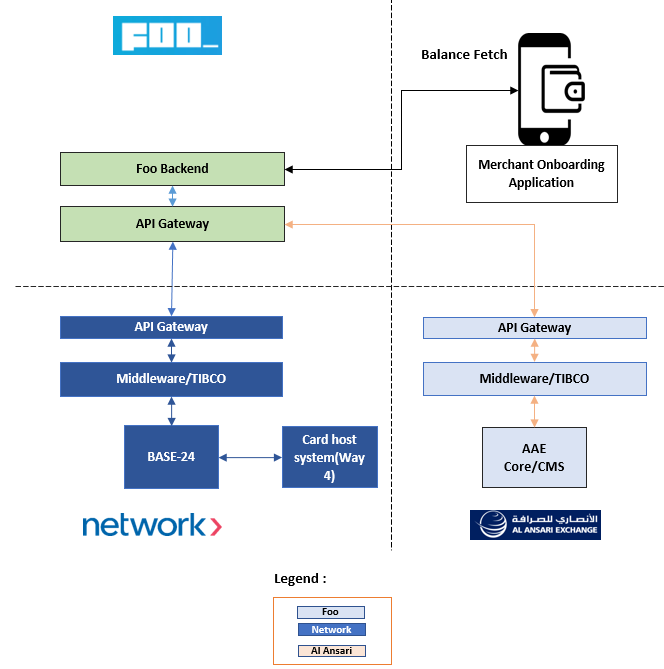 FOO_
Balance Fetch
Merchant Onboarding
Application
Foo Backend
API Gateway
API Gateway
Middleware/TIBCO
BASE-24
Card host
system(Way
4)
network
API Gateway
Middleware/TIBCO
AAE
Core/CMS
الأنصاري للصرافة
AL ANSARI EXCHANGE
Legend :
Foo
Network
Al Ansari